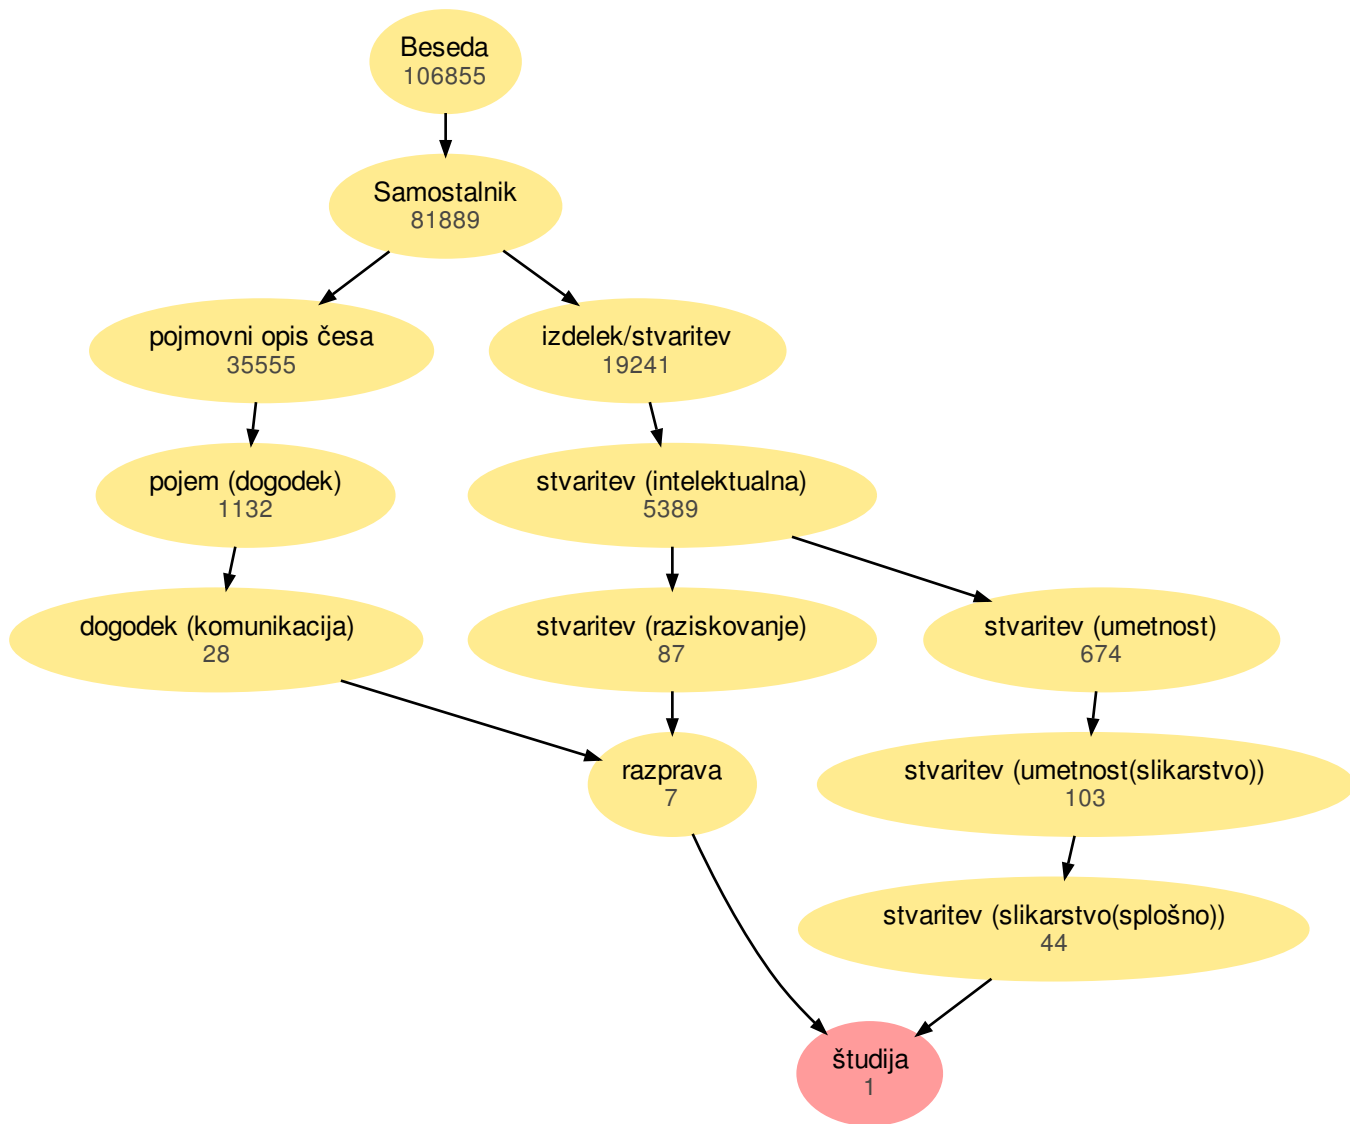 Beseda
106855
Samostalnik
81889
pojmovni opis česa
35555
izdelek/stvaritev
19241
pojem (dogodek)
1132
stvaritev (intelektualna)
5389
dogodek (komunikacija)
28
stvaritev (raziskovanje)
87
stvaritev (umetnost)
674
razprava
7
stvaritev (umetnost(slikarstvo))
103
stvaritev (slikarstvo(splošno))
44
študija
1